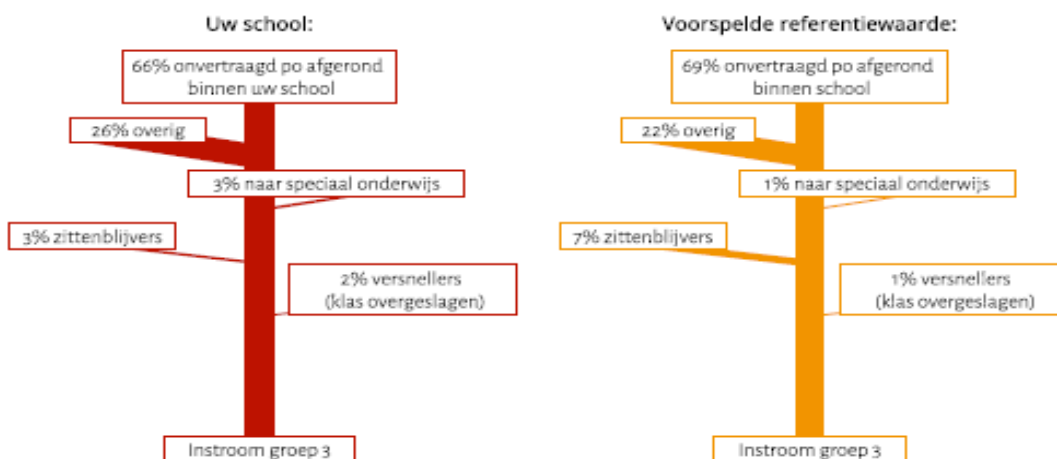 Uw school:
66% onvertraagd po afgerond
binnen uw school
26% overig
3% naar speciaal onderwijs
3% zittenblijvers
2% versnellers
(klas overgeslagen)
Instroom groep 3
Voorspelde referentiewaarde:
69% onvertraagd po afgerond
binnen school
22% overig
1% naar speciaal onderwijs
7% zittenblijvers
1% versnellers
(klas overgeslagen)
Instroom groep 3